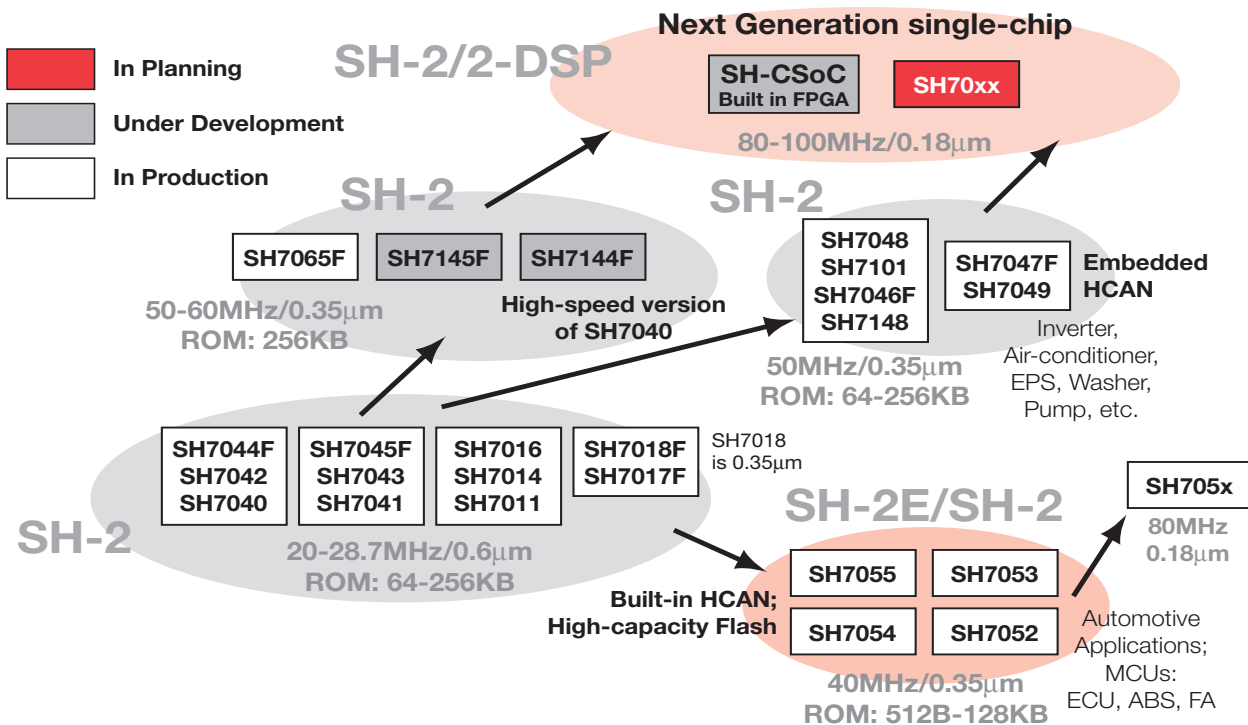 Next Generation single-chip
SH-2/2-DSP
In Planning
Under Development
In Production
SH-CSoC
Built in FPGA
SH70xx
80-100MHz/0.18μm
SH-2
SH7065F
SH7145F
SH7144F
50-60MHz/0.35μm
ROM: 256KB
High-speed version
of SH7040
SH-2
SH7048
SH7101
SH7046F
SH7148
SH7047F
SH7049
Embedded
HCAN
50MHz/0.35μm
ROM: 64-256KB
Inverter,
Air-conditioner,
EPS, Washer,
Pump, etc.
SH-2
SH7044F
SH7042
SH7040
SH7045F
SH7043
SH7041
SH7016
SH7014
SH7011
SH7018F
SH7017F
SH7018
is 0.35μm
20-28.7MHz/0.6μm
ROM: 64-256KB
SH-2E/SH-2
Built-in HCAN;
High-capacity Flash
SH7055
SH7053
SH7054
SH7052
40MHz/0.35μm
ROM: 512B-128KB
SH705x
80MHz
0.18μm
Automotive
Applications;
MCUs:
ECU, ABS, FA